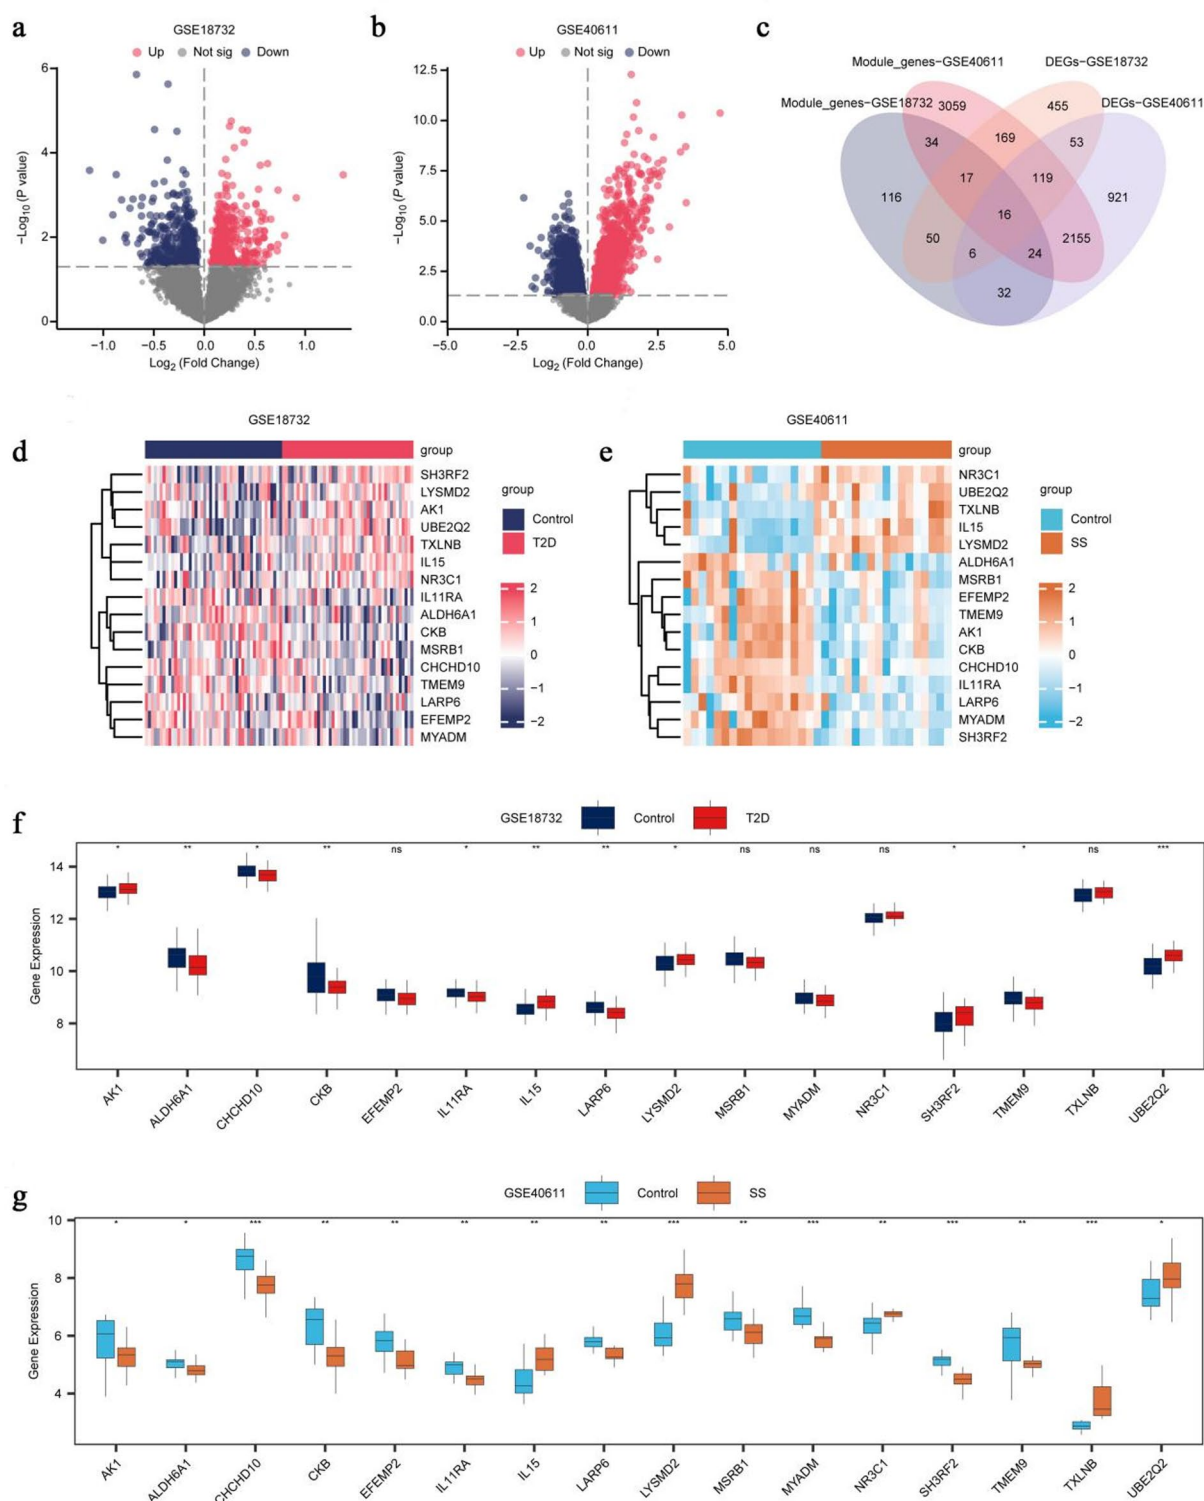 a
GSE18732
Up Not sig Down
6
4
2
0
−Log10 (P value)
−1.0 −0.5 0.0 0.5 1.0
Log2 (Fold Change)
b
GSE40611
Up Not sig Down
12.5
10.0
7.5
5.0
2.5
0.0
−Log10 (P value)
−5.0 −2.5 0.0 2.5 5.0
Log2 (Fold Change)
c
Module_genes−GSE40611 DEGs−GSE18732
Module_genes−GSE18732 DEGs−GSE40611
3059 455
34 169 53
17 119
116 16 921
50 6 24 2155
32
d
GSE18732
group
SH3RF2
LYSMD2
AK1
UBE2Q2
TXLNB
IL15
NR3C1
IL11RA
ALDH6A1
CKB
MSRB1
CHCHD10
TMEM9
LARP6
EFEMP2
MYADM
group
Control
T2D
2
1
0
−1
−2
e
GSE40611
group
NR3C1
UBE2Q2
TXLNB
IL15
LYSMD2
ALDH6A1
MSRB1
EFEMP2
TMEM9
AK1
CKB
CHCHD10
IL11RA
LARP6
MYADM
SH3RF2
group
Control
SS
2
1
0
−1
−2
f
GSE18732 Control T2D
* ** * ** ns * ** ** * ns ns ns * * ns ***
14
12
10
8
Gene Expression
AK1 ALDH6A1 CHCHD10 CKB EFEMP2 IL11RA IL15 LARP6 LYSMD2 MSRB1 MYADM NR3C1 SH3RF2 TMEM9 TXLNB UBE2Q2
g
GSE40611 Control SS
* * *** ** ** ** ** ** *** ** *** ** *** ** *** *
10
8
6
4
Gene Expression
AK1 ALDH6A1 CHCHD10 CKB EFEMP2 IL11RA IL15 LARP6 LYSMD2 MSRB1 MYADM NR3C1 SH3RF2 TMEM9 TXLNB UBE2Q2